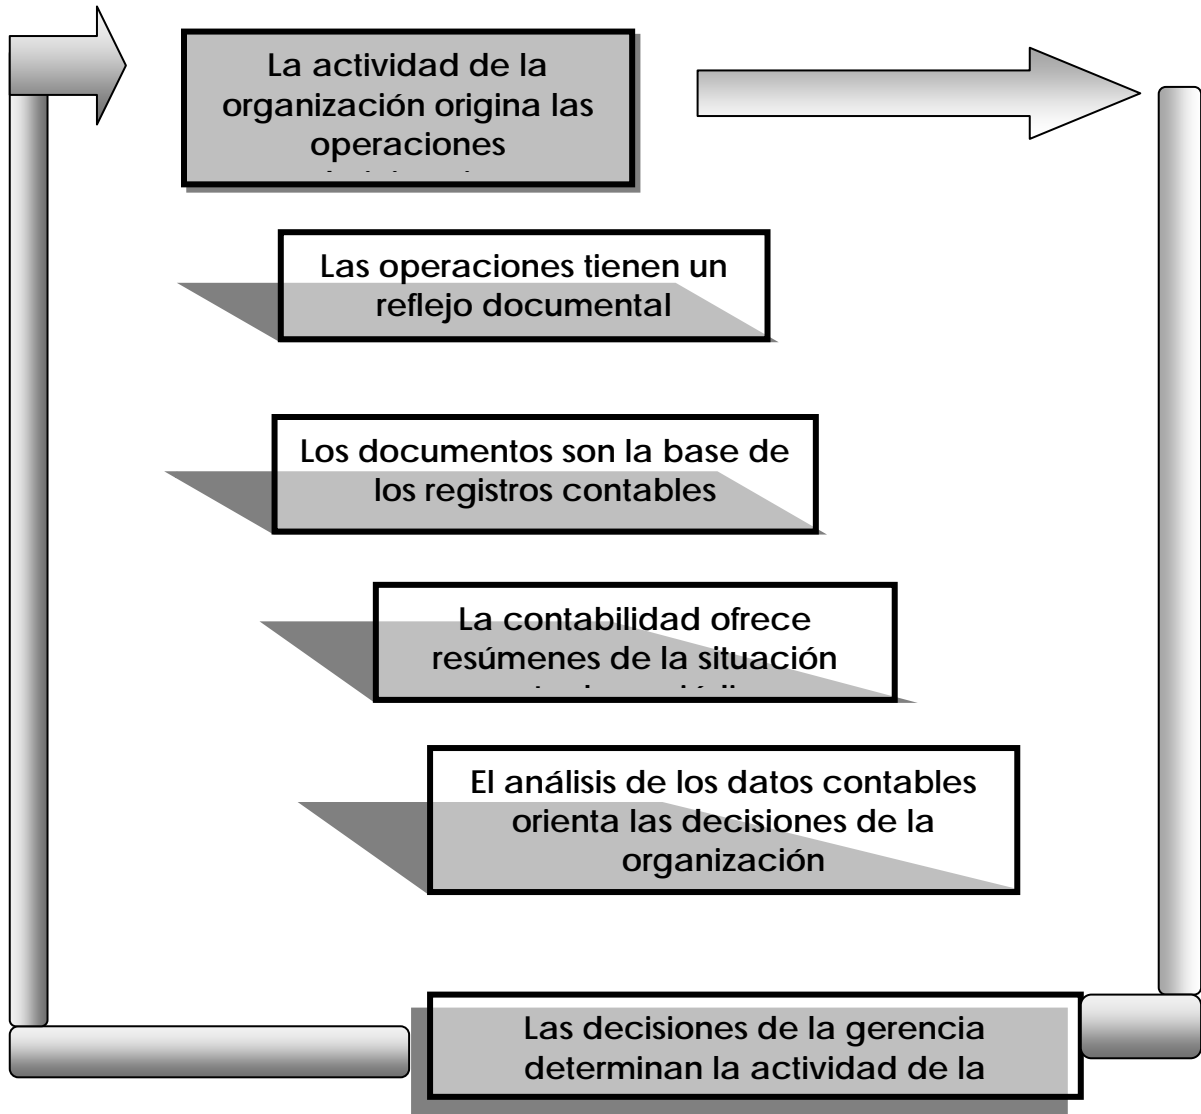 La actividad de la
organización origina las
operaciones
Las operaciones tienen un
reflejo documental
Los documentos son la base de
los registros contables
La contabilidad ofrece
resúmenes de la situación
El análisis de los datos contables
orienta las decisiones de la
organización
Las decisiones de la gerencia
determinan la actividad de la